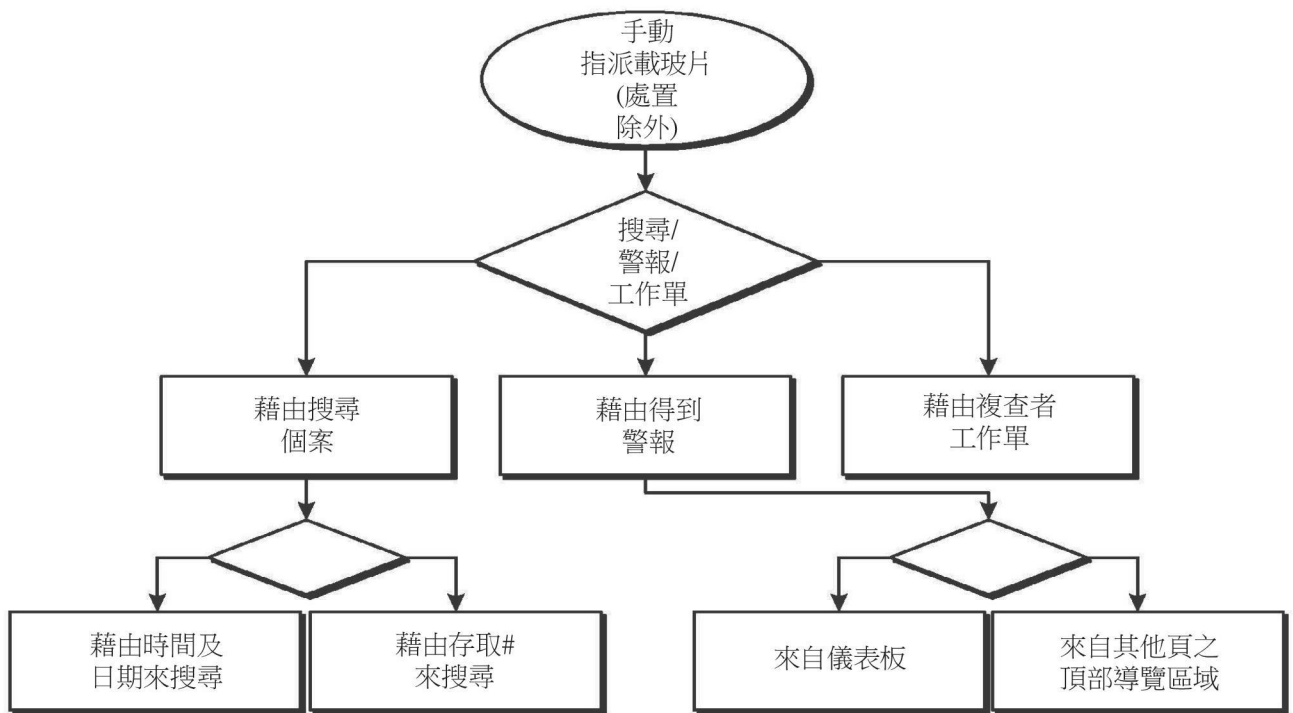 手動
指派載玻片
(處置
除外)
搜尋/
警報/
工作單
藉由搜尋
個案
藉由得到
警報
藉由複查者
工作單
藉由時間及
日期來搜尋
藉由存取#
來搜尋
來自儀表板
來自其他頁之
頂部導覽區域